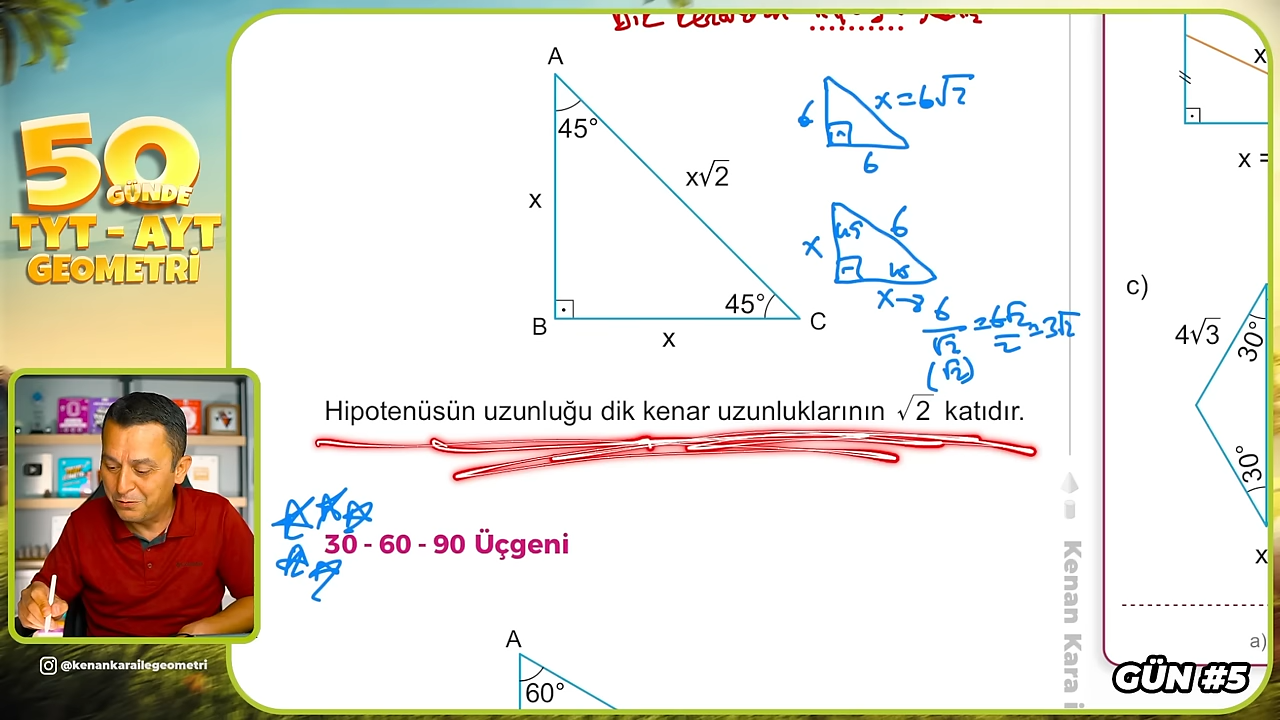 50
GÜNDE
TYT - AYT
GEOMETRİ
A
45°
x√2
x
45°
B
x
C
6
x=6√2
6
45
6
x
45
x→
6/√2 = 6√2/2 = 3√2
(√2)
Hipotenüsün uzunluğu dik kenar uzunluklarının √2 katıdır.
30 - 60 - 90 Üçgeni
A
60°
x
x =
c)
4√3
30°
30°
x
a)
Kenan Kara i
@kenankarailegeometri
GÜN #5